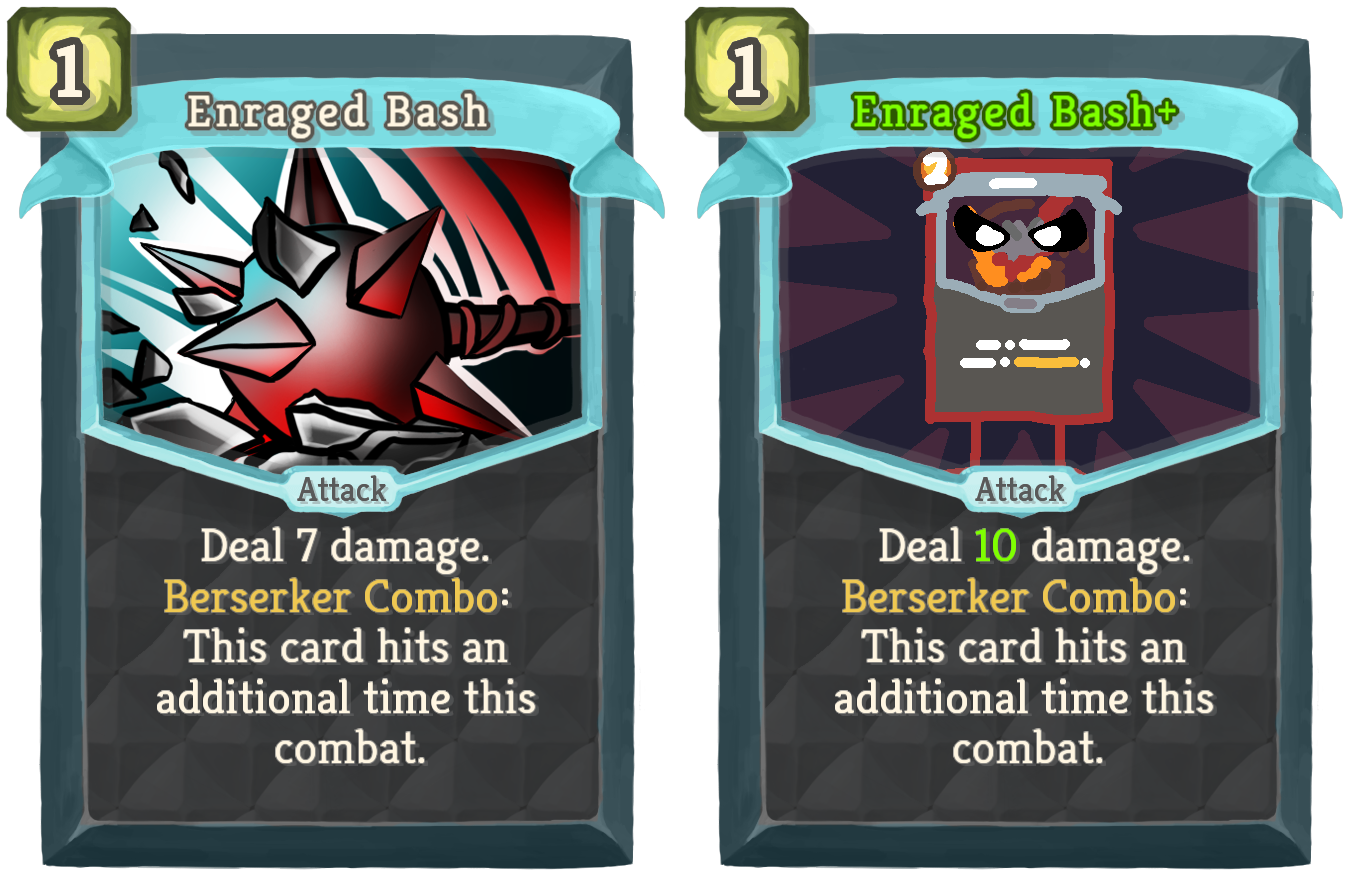 1
Enraged Bash
Attack
Deal 7 damage.
Berserker Combo:
This card hits an
additional time this
combat.
1
Enraged Bash+
2
Attack
Deal 10 damage.
Berserker Combo:
This card hits an
additional time this
combat.